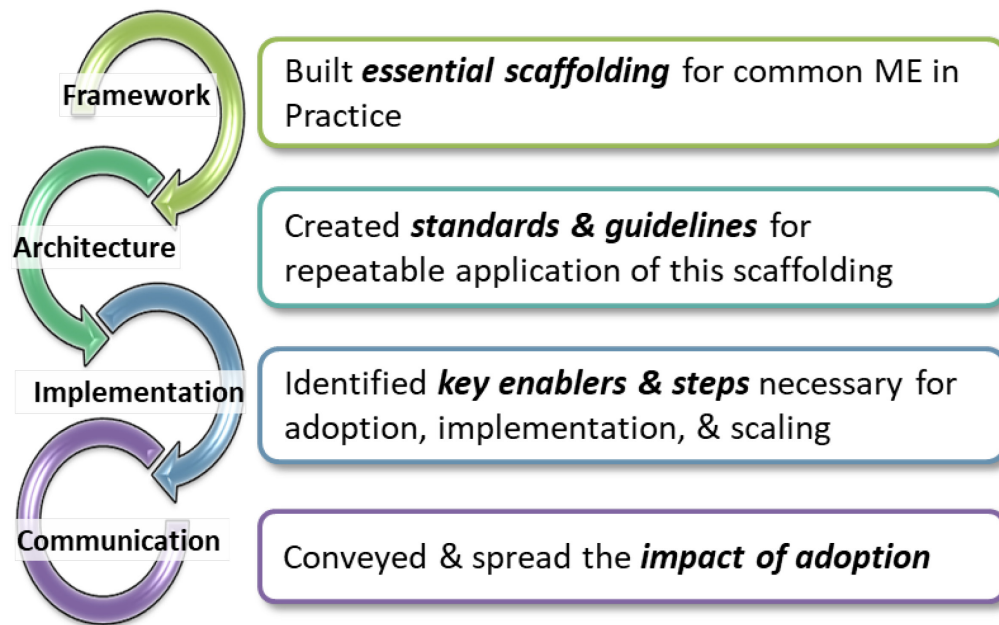 Framework
Built essential scaffolding for common ME in
Practice
Architecture
Created standards & guidelines for
repeatable application of this scaffolding
Implementation
Identified key enablers & steps necessary for
adoption, implementation, & scaling
Communication
Conveyed & spread the impact of adoption